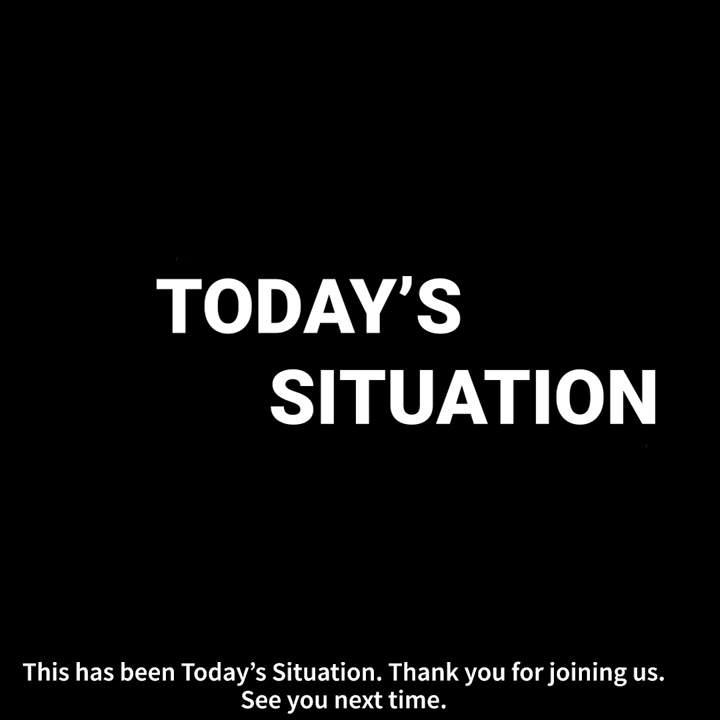 TODAY’S
SITUATION
This has been Today’s Situation. Thank you for joining us.
See you next time.